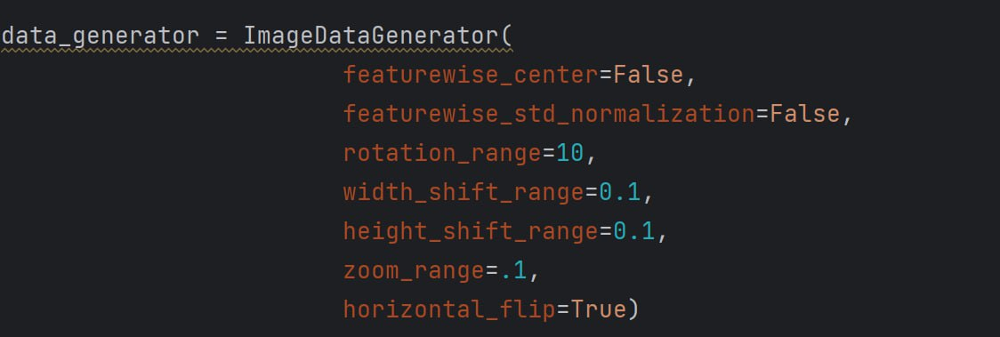 data_generator = ImageDataGenerator(
featurewise_center=False,
featurewise_std_normalization=False,
rotation_range=10,
width_shift_range=0.1,
height_shift_range=0.1,
zoom_range=.1,
horizontal_flip=True)